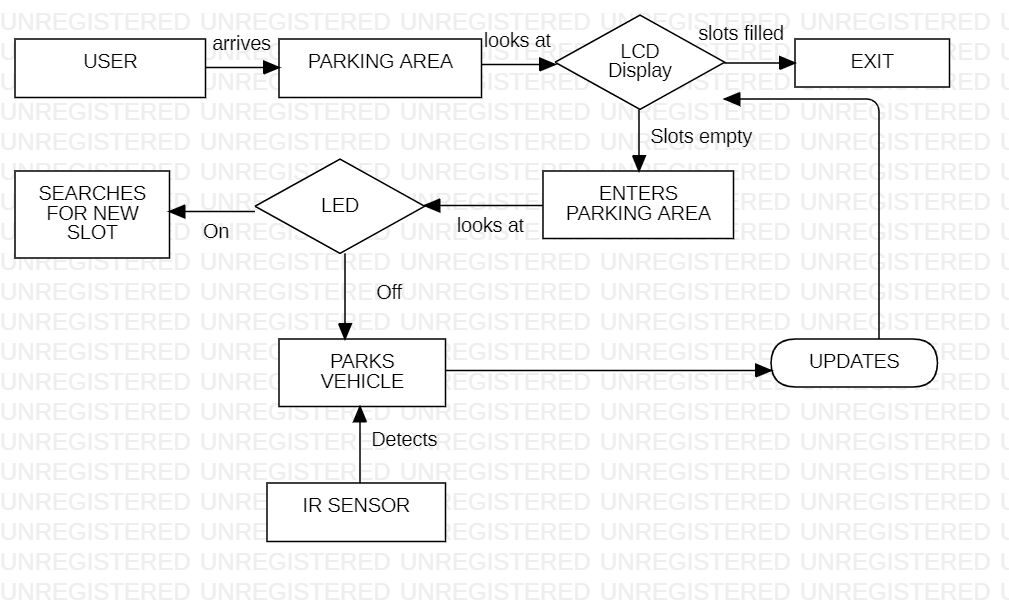 USER
arrives
PARKING AREA
looks at
LCD
Display
slots filled
EXIT
Slots empty
ENTERS
PARKING AREA
looks at
LED
On
SEARCHES
FOR NEW
SLOT
Off
PARKS
VEHICLE
UPDATES
Detects
IR SENSOR
UNREGISTERED